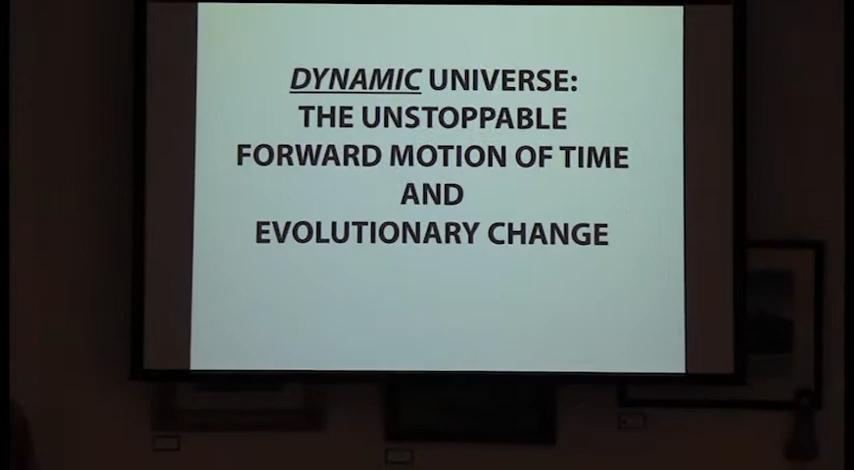 DYNAMIC UNIVERSE:
THE UNSTOPPABLE
FORWARD MOTION OF TIME
AND
EVOLUTIONARY CHANGE